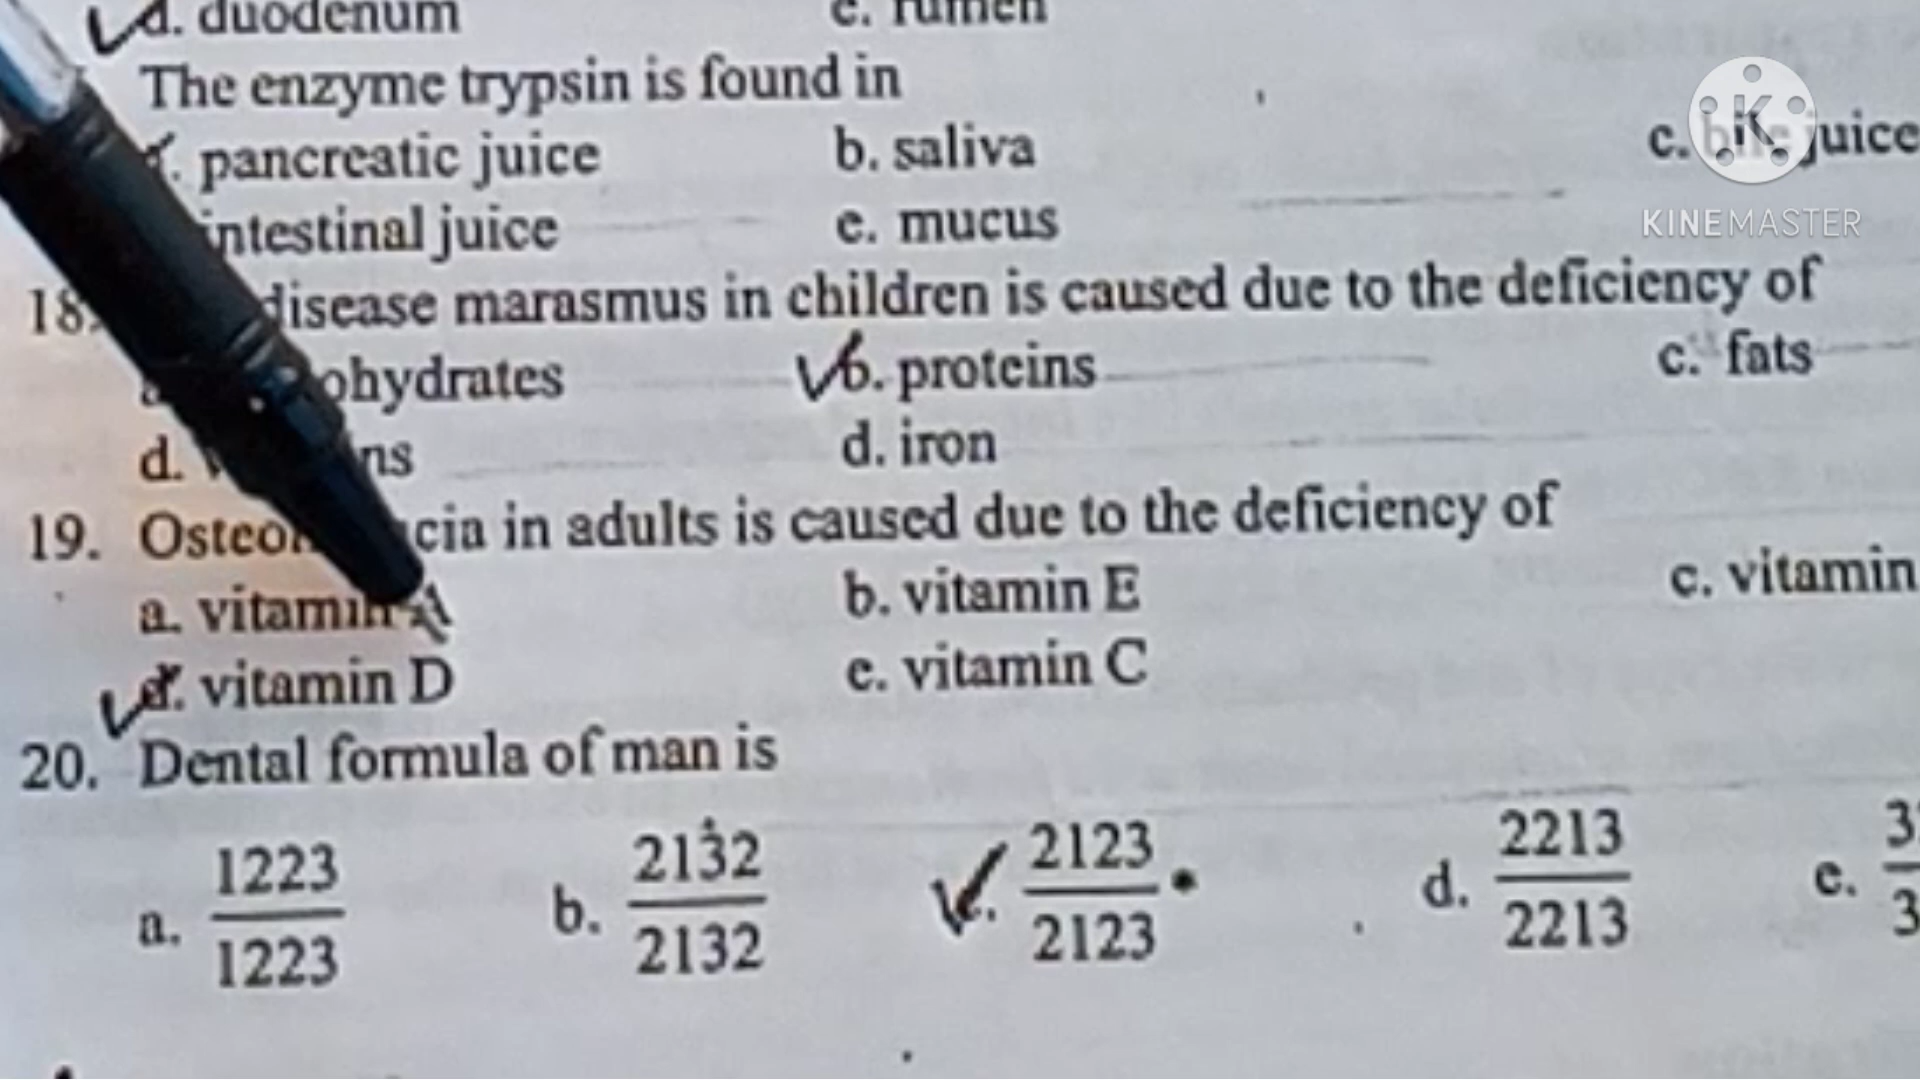 d. duodenum e. rumen
The enzyme trypsin is found in
pancreatic juice b. saliva c. juice
intestinal juice e. mucus
18. disease marasmus in children is caused due to the deficiency of
ohydrates b. proteins c. fats
d. ns d. iron
19. Osteom cia in adults is caused due to the deficiency of
a. vitamin A b. vitamin E c. vitamin
d. vitamin D e. vitamin C
20. Dental formula of man is
1223 2132 2123 2213 3
a. b. c. d. e.
1223 2132 2123 2213 3
K
KINEMASTER